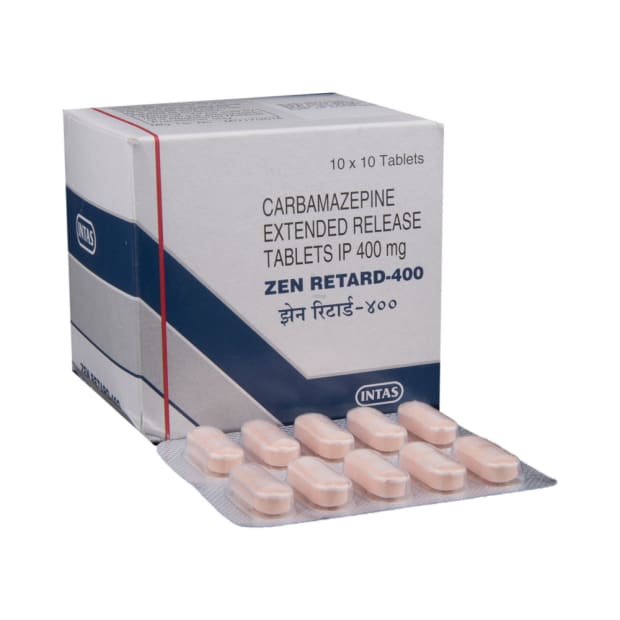 10 x 10 Tablets
CARBAMAZEPINE
EXTENDED RELEASE
TABLETS IP 400 mg
ZEN RETARD-400
झेन रिटार्ड-४००
INTAS
INTAS
ZEN RETARD-400